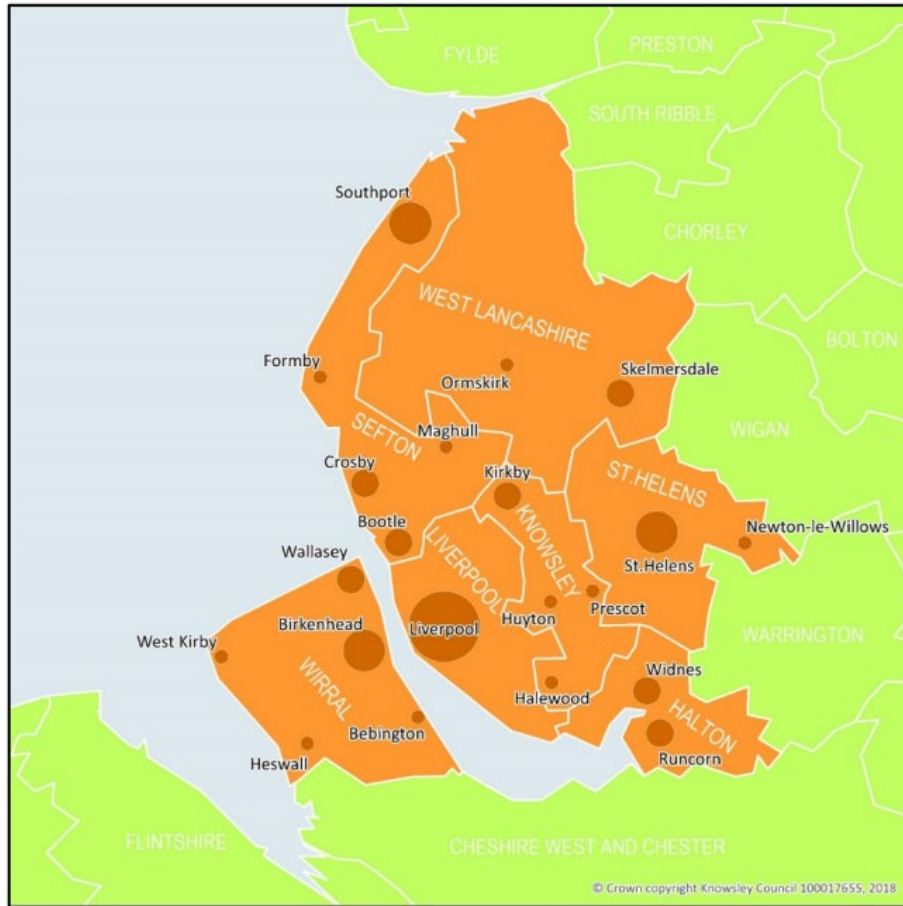 FYLDE
PRESTON
SOUTH RIBBLE
CHORLEY
Southport
WEST LANCASHIRE
BOLTON
Formby
Ormskirk
Skelmersdale
WIGAN
SEFTON
Maghull
Crosby
Kirkby
ST.HELENS
KNOWSLEY
Bootle
LIVERPOOL
Newton-le-Willows
St.Helens
Wallasey
Huyton
Prescot
Birkenhead
Liverpool
WARRINGTON
West Kirby
WIRRAL
Widnes
Halewood
HALTON
Bebington
Heswall
Runcorn
FLINTSHIRE
CHESHIRE WEST AND CHESTER
© Crown copyright Knowsley Council 100017655, 2018